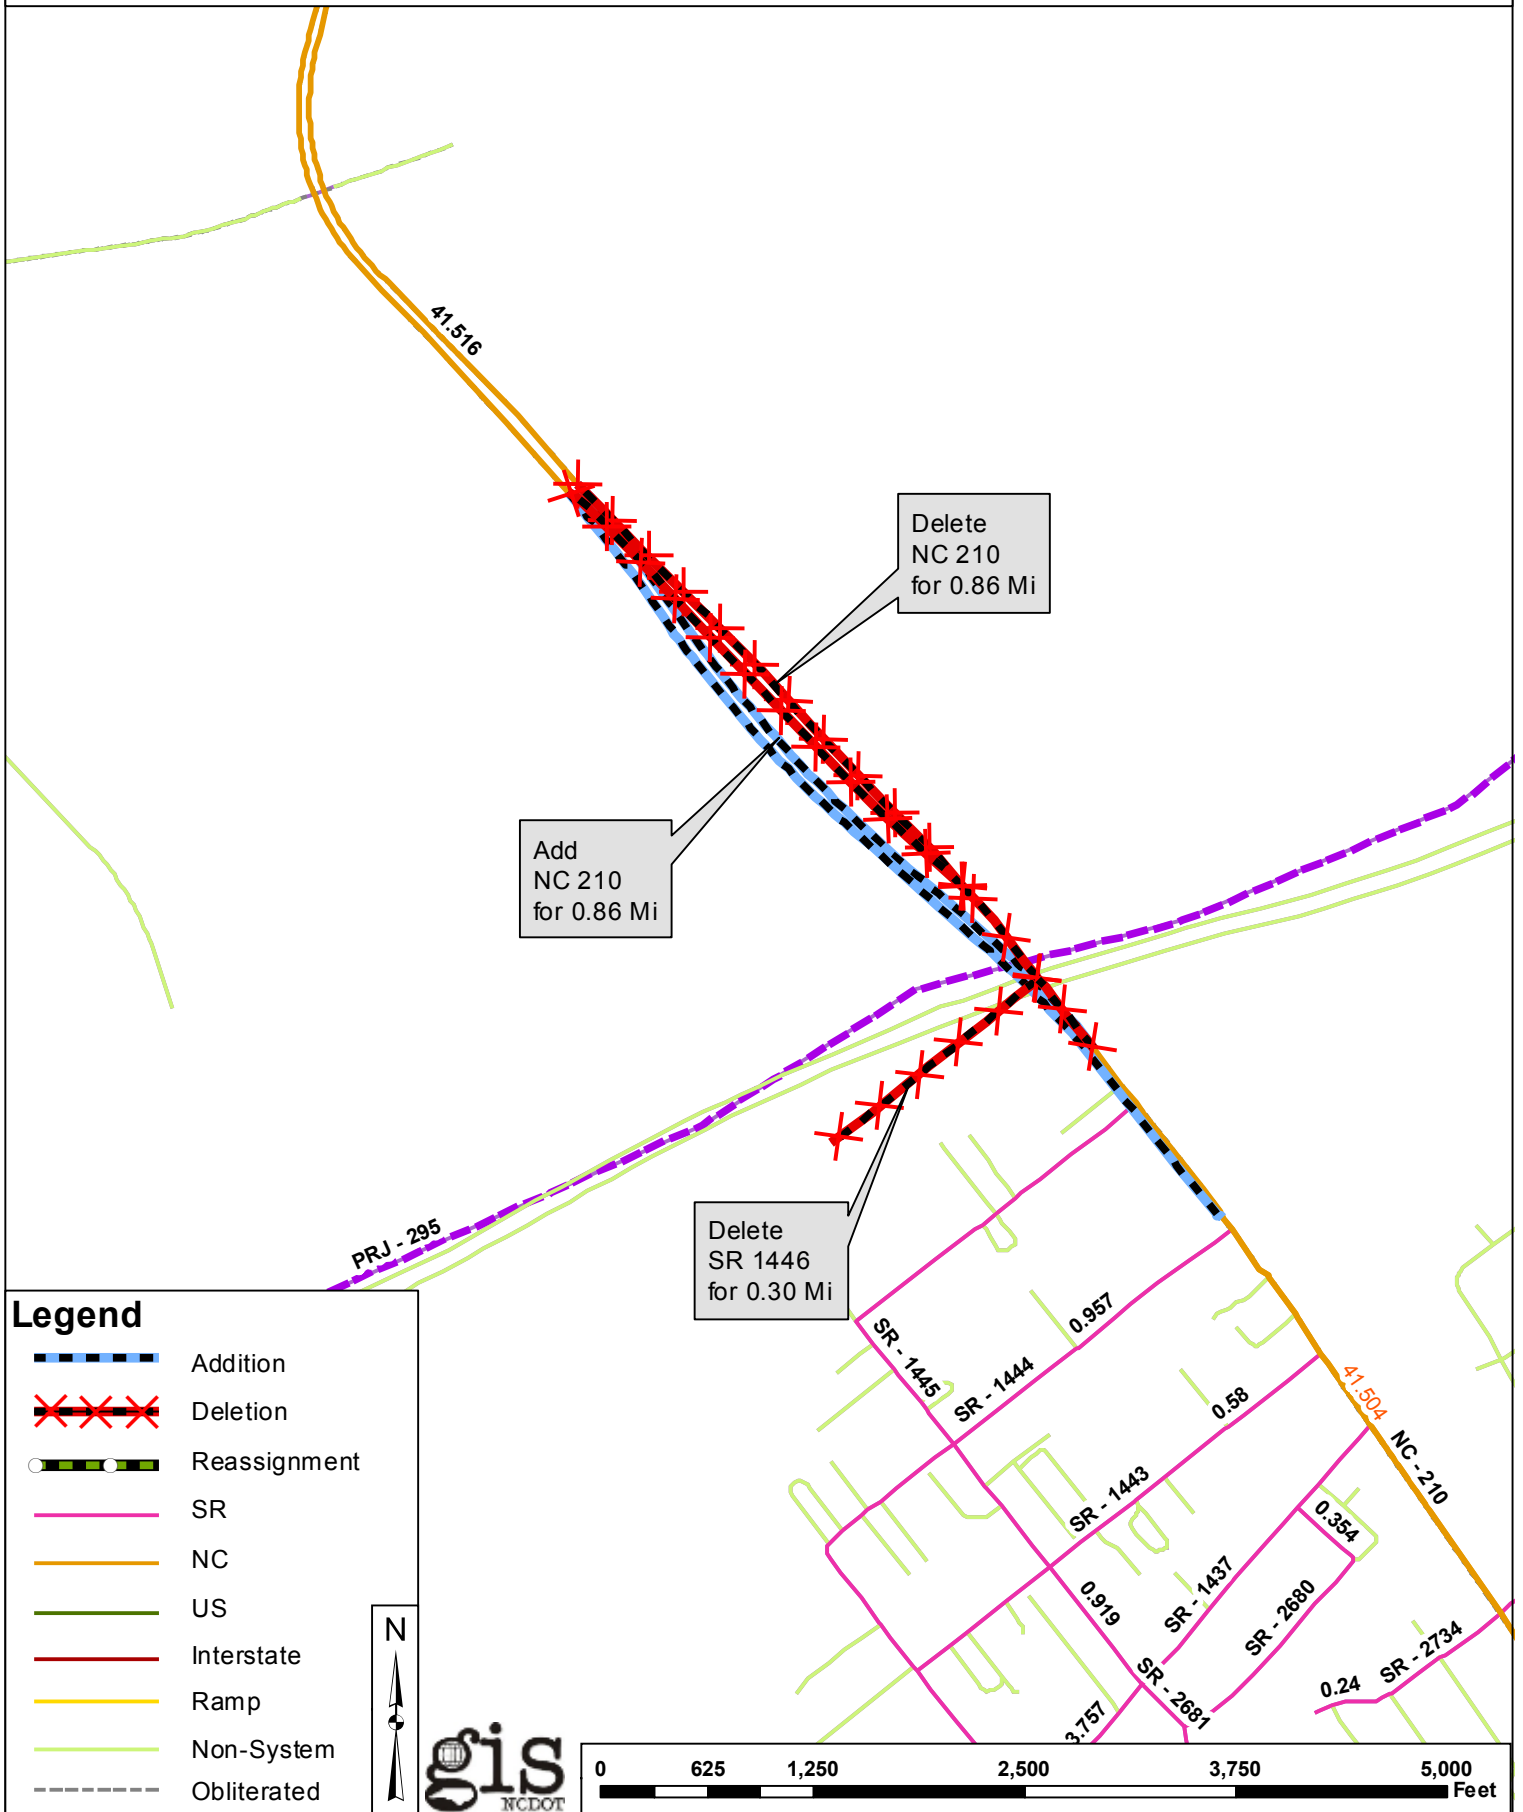 41.516
Delete
NC 210
for 0.86 Mi
Add
NC 210
for 0.86 Mi
PRJ - 295
Delete
SR 1446
for 0.30 Mi
SR - 1445
SR - 1444
0.957
0.58
41.504
NC - 210
SR - 1443
0.354
SR - 1437
0.919
SR - 2680
SR - 2681
3.757
0.24
SR - 2734
Legend
Addition
Deletion
Reassignment
SR
NC
US
Interstate
Ramp
Non-System
Obliterated
N
gis
NCDOT
0 625 1,250 2,500 3,750 5,000
Feet